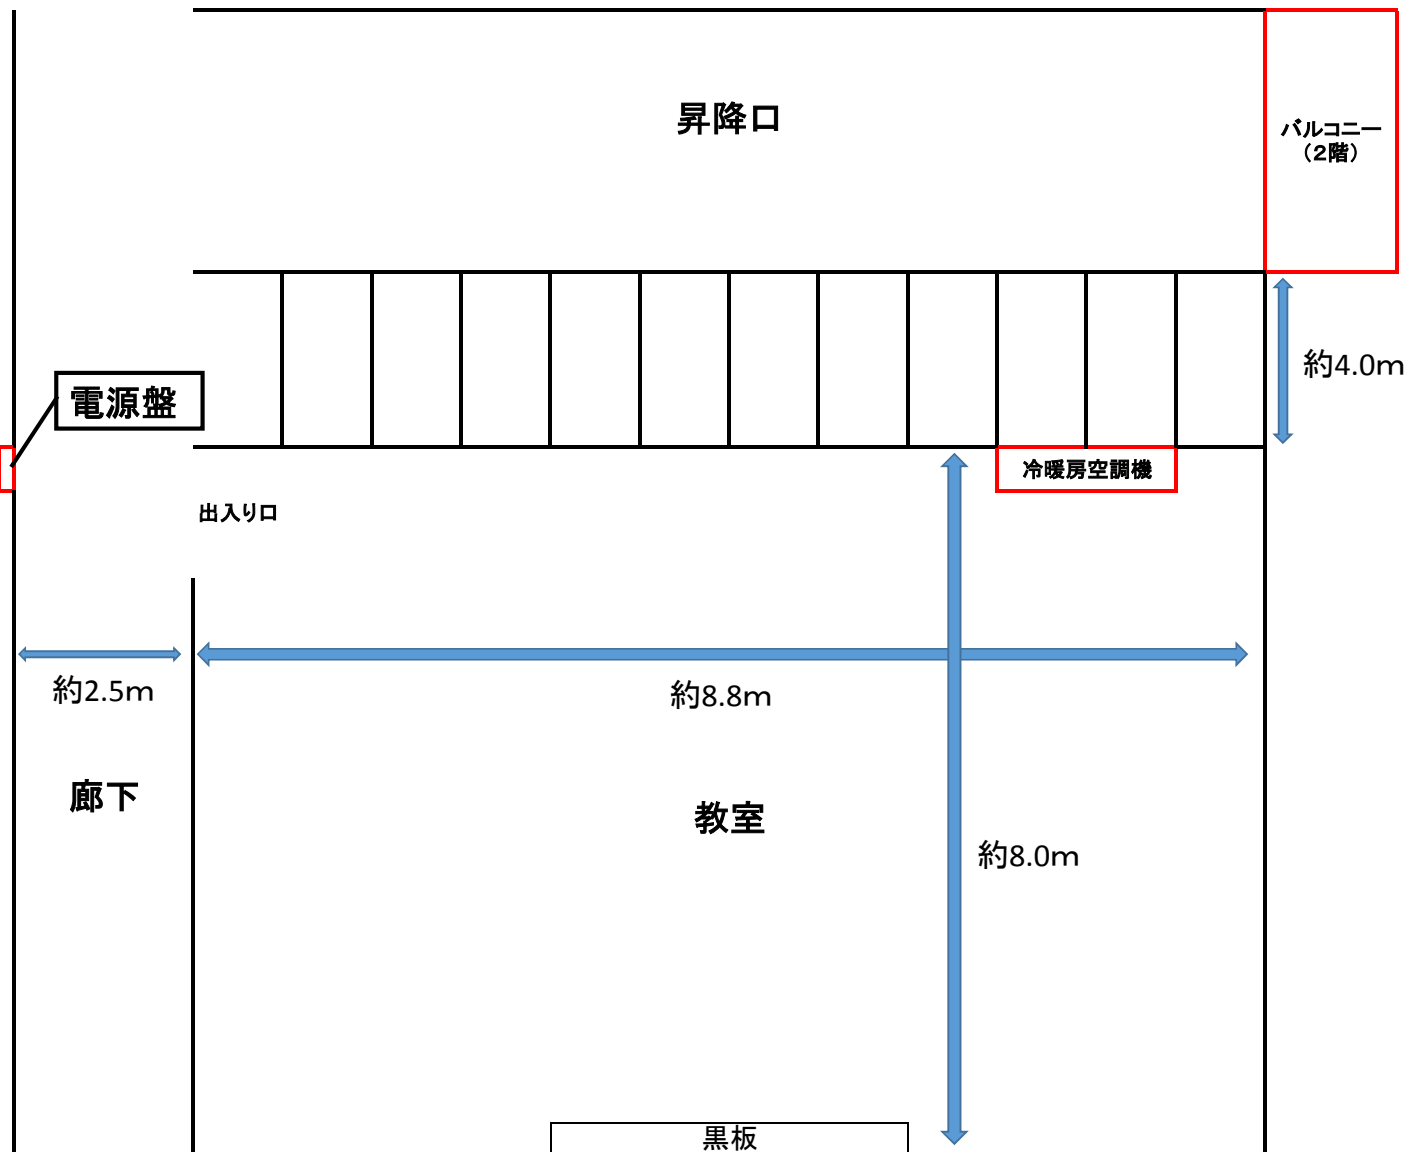 昇降口
バルコニー
（2階）
約4.0m
電源盤
冷暖房空調機
出入り口
約2.5m
約8.8m
廊下
教室
約8.0m
黒板